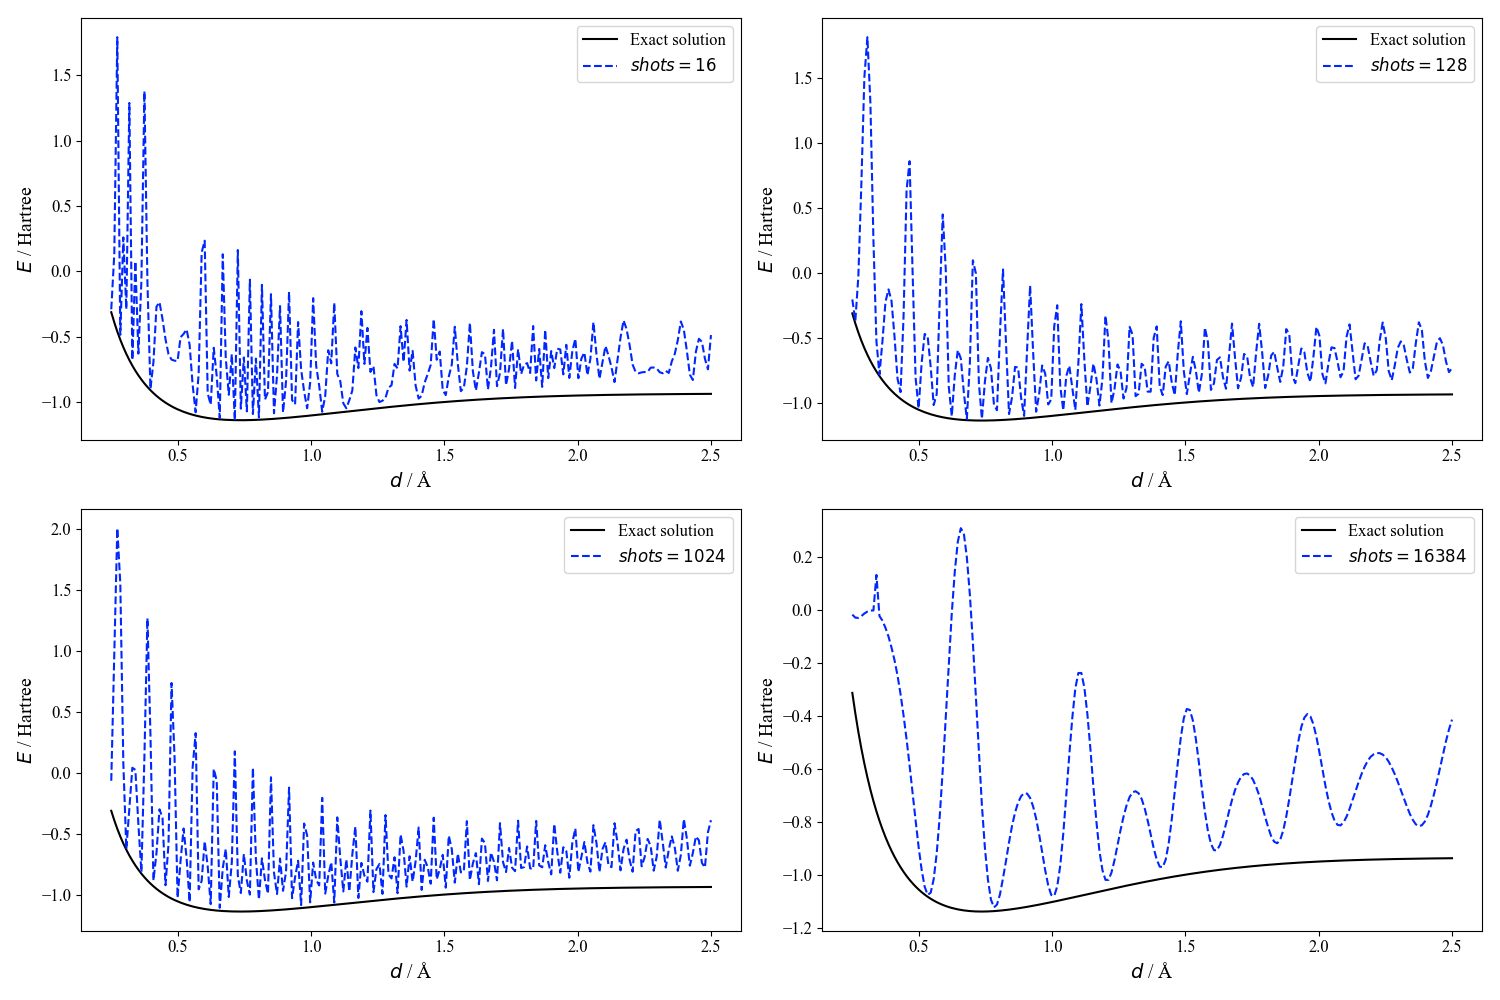 Exact solution
shots = 16
E / Hartree
1.5
1.0
0.5
0.0
−0.5
−1.0
0.5 1.0 1.5 2.0 2.5
d / Å
Exact solution
shots = 128
E / Hartree
1.5
1.0
0.5
0.0
−0.5
−1.0
0.5 1.0 1.5 2.0 2.5
d / Å
Exact solution
shots = 1024
E / Hartree
2.0
1.5
1.0
0.5
0.0
−0.5
−1.0
0.5 1.0 1.5 2.0 2.5
d / Å
Exact solution
shots = 16384
E / Hartree
0.2
0.0
−0.2
−0.4
−0.6
−0.8
−1.0
−1.2
0.5 1.0 1.5 2.0 2.5
d / Å